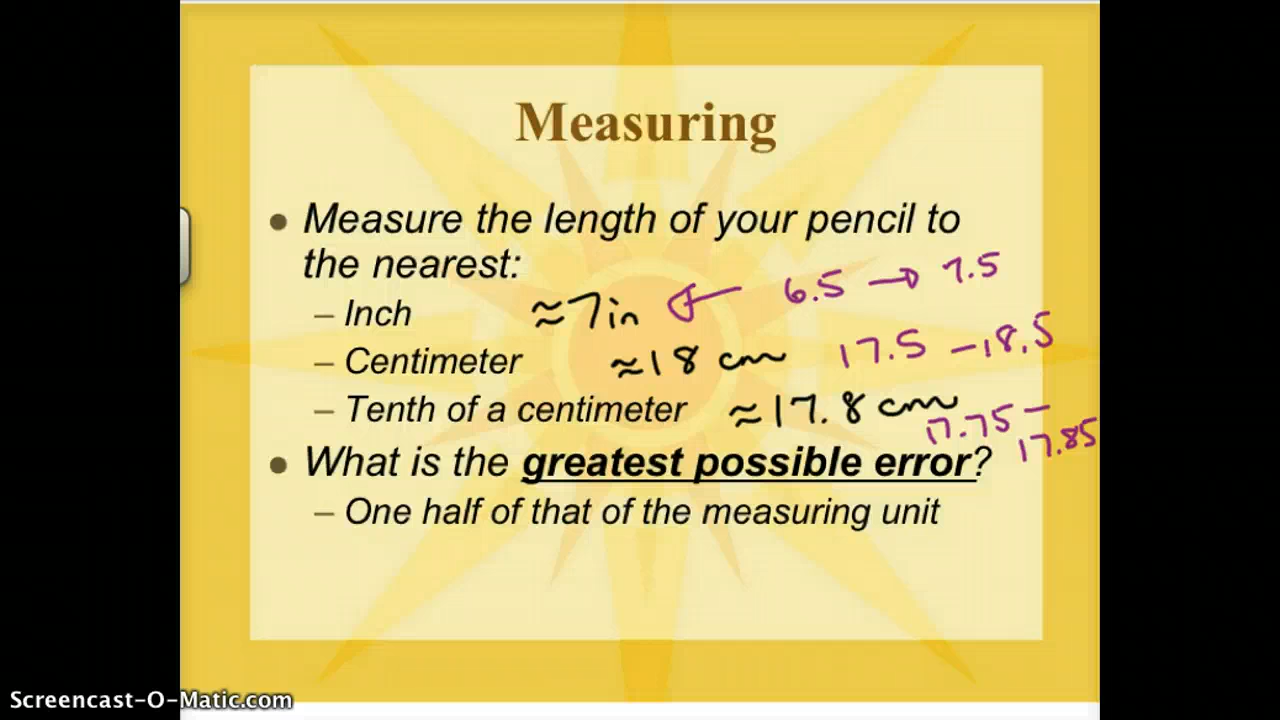 Measuring
• Measure the length of your pencil to
the nearest:
– Inch ≈7in ← 6.5 → 7.5
– Centimeter ≈18 cm 17.5 – 18.5
– Tenth of a centimeter ≈17.8 cm
17.75 –
17.85
• What is the greatest possible error?
– One half of that of the measuring unit
Screencast-O-Matic.com